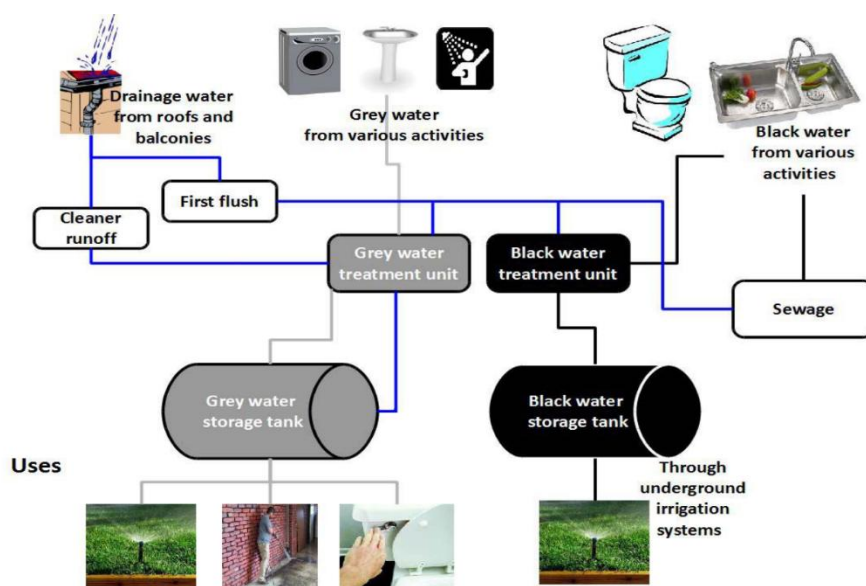 Drainage water
from roofs and
balconies
Grey water
from various activities
Black water
from various
activities
First flush
Cleaner
runoff
Grey water
treatment unit
Black water
treatment unit
Sewage
Grey water
storage tank
Black water
storage tank
Uses
Through
underground
irrigation
systems